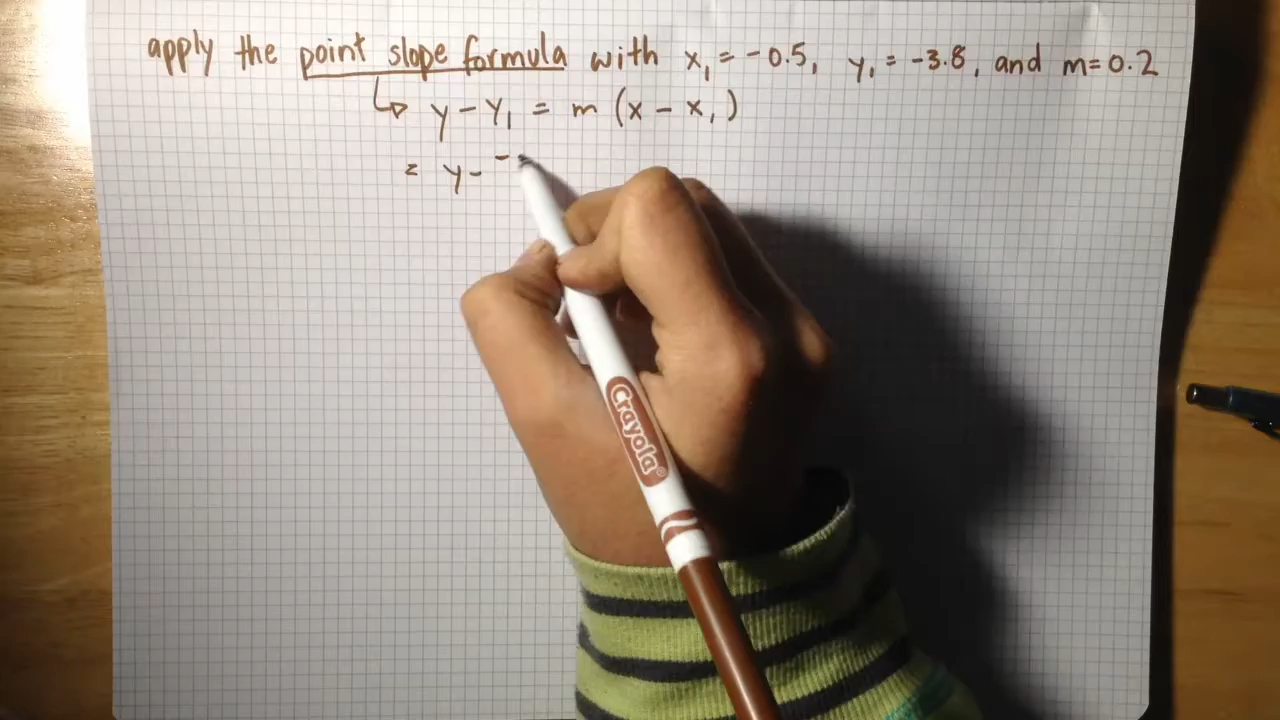 apply the point slope formula with x₁ = -0.5, y₁ = -3.8, and m = 0.2
y - y₁ = m (x - x₁)
= y - -
Crayola®